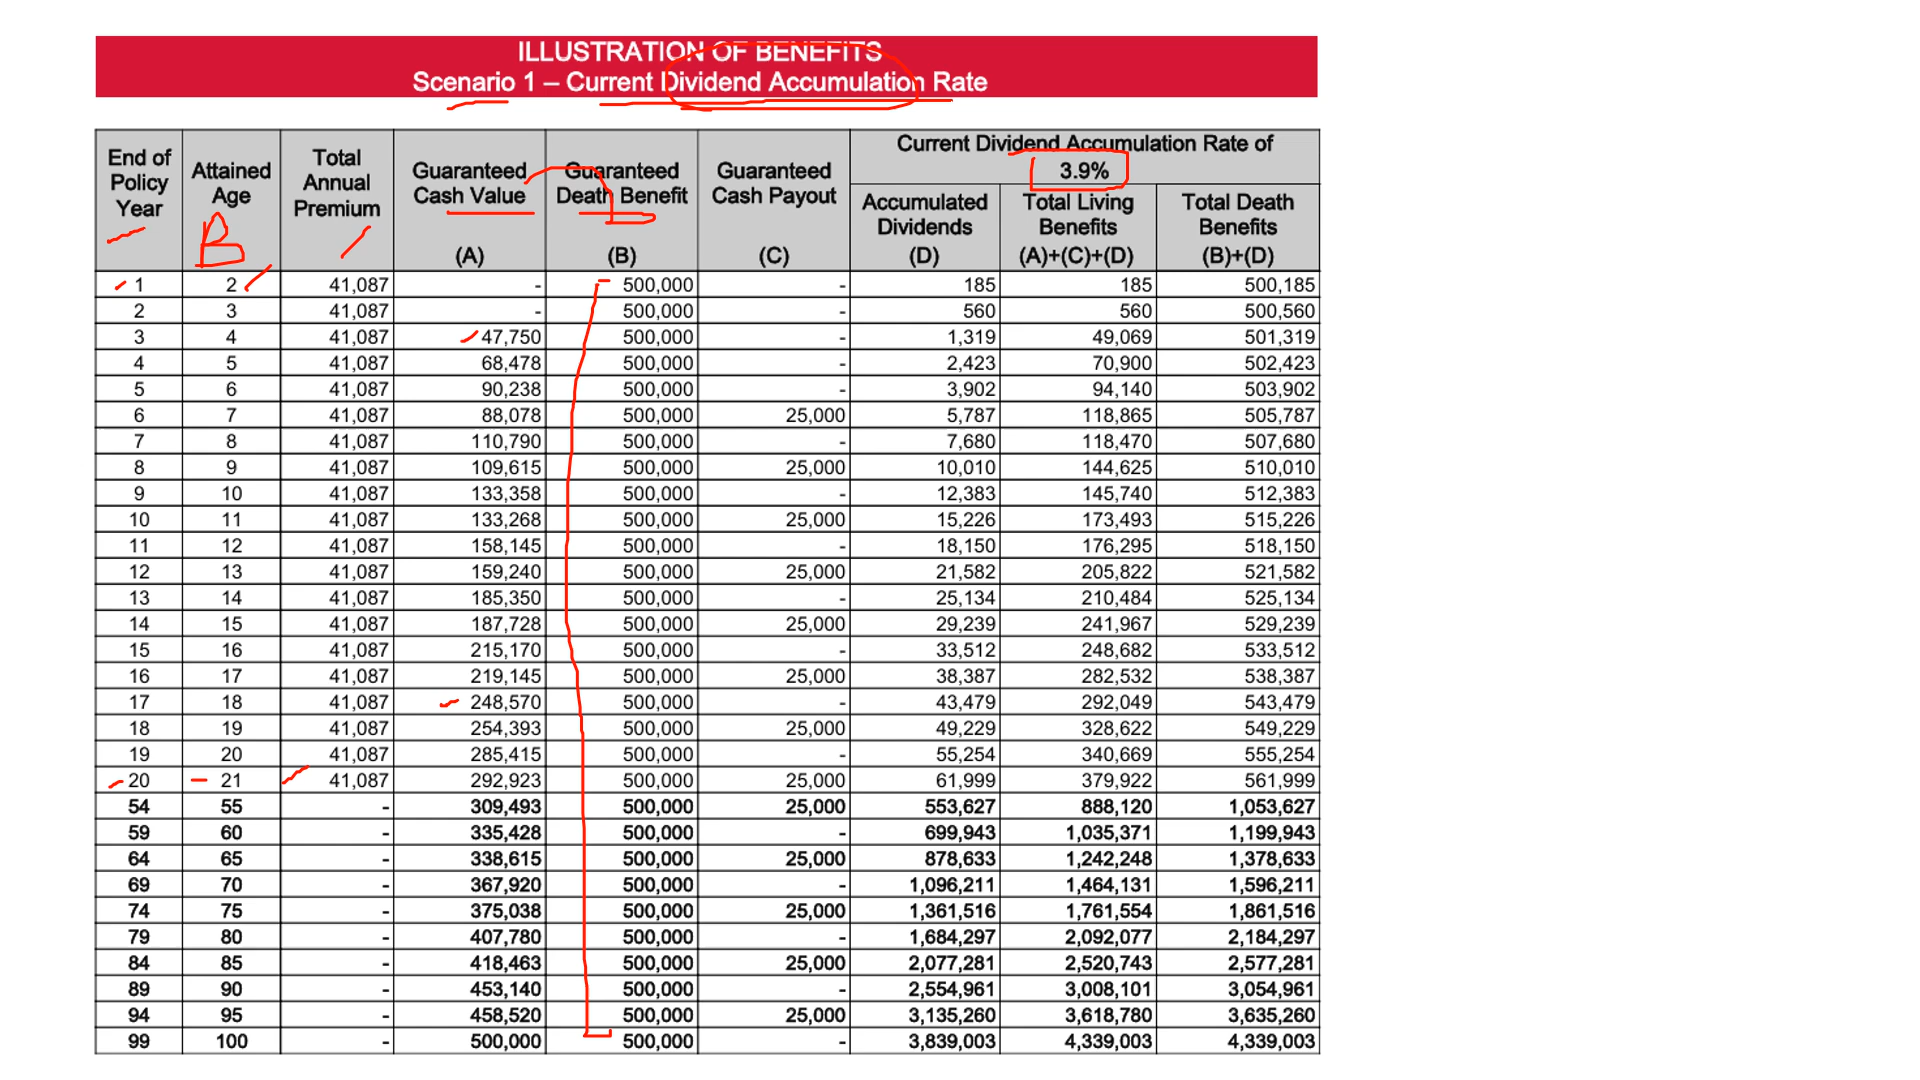 ILLUSTRATION OF BENEFITS
Scenario 1 – Current Dividend Accumulation Rate
End of Policy Year | Attained Age | Total Annual Premium | Guaranteed Cash Value (A) | Guaranteed Death Benefit (B) | Guaranteed Cash Payout (C) | Current Dividend Accumulation Rate of 3.9%
Accumulated Dividends (D) | Total Living Benefits (A)+(C)+(D) | Total Death Benefits (B)+(D)
B
1 2 41,087 - 500,000 - 185 185 500,185
2 3 41,087 - 500,000 - 560 560 500,560
3 4 41,087 47,750 500,000 - 1,319 49,069 501,319
4 5 41,087 68,478 500,000 - 2,423 70,900 502,423
5 6 41,087 90,238 500,000 - 3,902 94,140 503,902
6 7 41,087 88,078 500,000 25,000 5,787 118,865 505,787
7 8 41,087 110,790 500,000 - 7,680 118,470 507,680
8 9 41,087 109,615 500,000 25,000 10,010 144,625 510,010
9 10 41,087 133,358 500,000 - 12,383 145,740 512,383
10 11 41,087 133,268 500,000 25,000 15,226 173,493 515,226
11 12 41,087 158,145 500,000 - 18,150 176,295 518,150
12 13 41,087 159,240 500,000 25,000 21,582 205,822 521,582
13 14 41,087 185,350 500,000 - 25,134 210,484 525,134
14 15 41,087 187,728 500,000 25,000 29,239 241,967 529,239
15 16 41,087 215,170 500,000 - 33,512 248,682 533,512
16 17 41,087 219,145 500,000 25,000 38,387 282,532 538,387
17 18 41,087 248,570 500,000 - 43,479 292,049 543,479
18 19 41,087 254,393 500,000 25,000 49,229 328,622 549,229
19 20 41,087 285,415 500,000 - 55,254 340,669 555,254
20 21 41,087 292,923 500,000 25,000 61,999 379,922 561,999
54 55 - 309,493 500,000 25,000 553,627 888,120 1,053,627
59 60 - 335,428 500,000 - 699,943 1,035,371 1,199,943
64 65 - 338,615 500,000 25,000 878,633 1,242,248 1,378,633
69 70 - 367,920 500,000 - 1,096,211 1,464,131 1,596,211
74 75 - 375,038 500,000 25,000 1,361,516 1,761,554 1,861,516
79 80 - 407,780 500,000 - 1,684,297 2,092,077 2,184,297
84 85 - 418,463 500,000 25,000 2,077,281 2,520,743 2,577,281
89 90 - 453,140 500,000 - 2,554,961 3,008,101 3,054,961
94 95 - 458,520 500,000 25,000 3,135,260 3,618,780 3,635,260
99 100 - 500,000 500,000 - 3,839,003 4,339,003 4,339,003